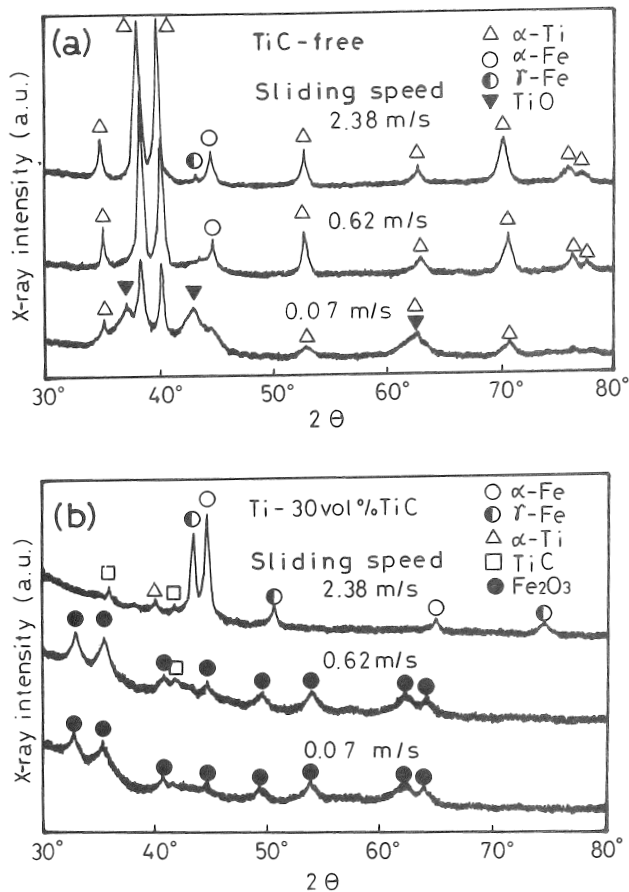 (a)
TiC-free
△ α-Ti
○ α-Fe
◐ γ-Fe
▼ TiO
Sliding speed
2.38 m/s
0.62 m/s
0.07 m/s
X-ray intensity (a.u.)
30° 40° 50° 60° 70° 80°
2 θ
(b)
Ti-30vol%TiC
○ α-Fe
◐ γ-Fe
△ α-Ti
□ TiC
● Fe2O3
Sliding speed
2.38 m/s
0.62 m/s
0.07 m/s
X-ray intensity (a.u.)
30° 40° 50° 60° 70° 80°
2 θ